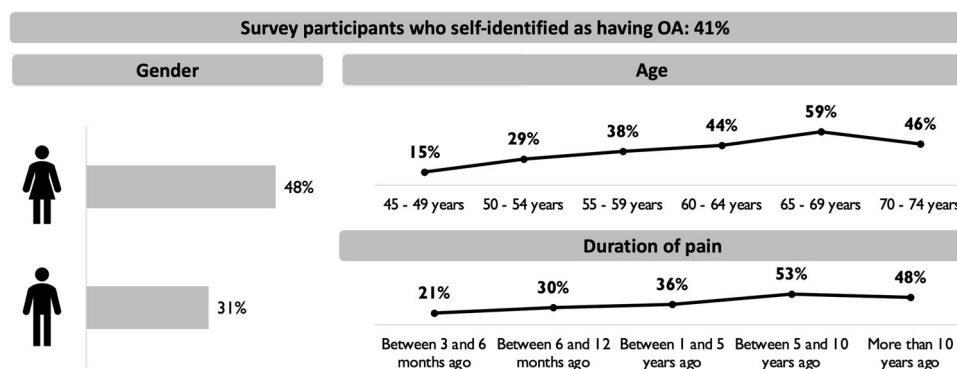 Survey participants who self-identified as having OA: 41%
Gender
48%
31%
Age
15%
29%
38%
44%
59%
46%
45 - 49 years
50 - 54 years
55 - 59 years
60 - 64 years
65 - 69 years
70 - 74 years
Duration of pain
21%
30%
36%
53%
48%
Between 3 and 6
months ago
Between 6 and 12
months ago
Between 1 and 5
years ago
Between 5 and 10
years ago
More than 10
years ago